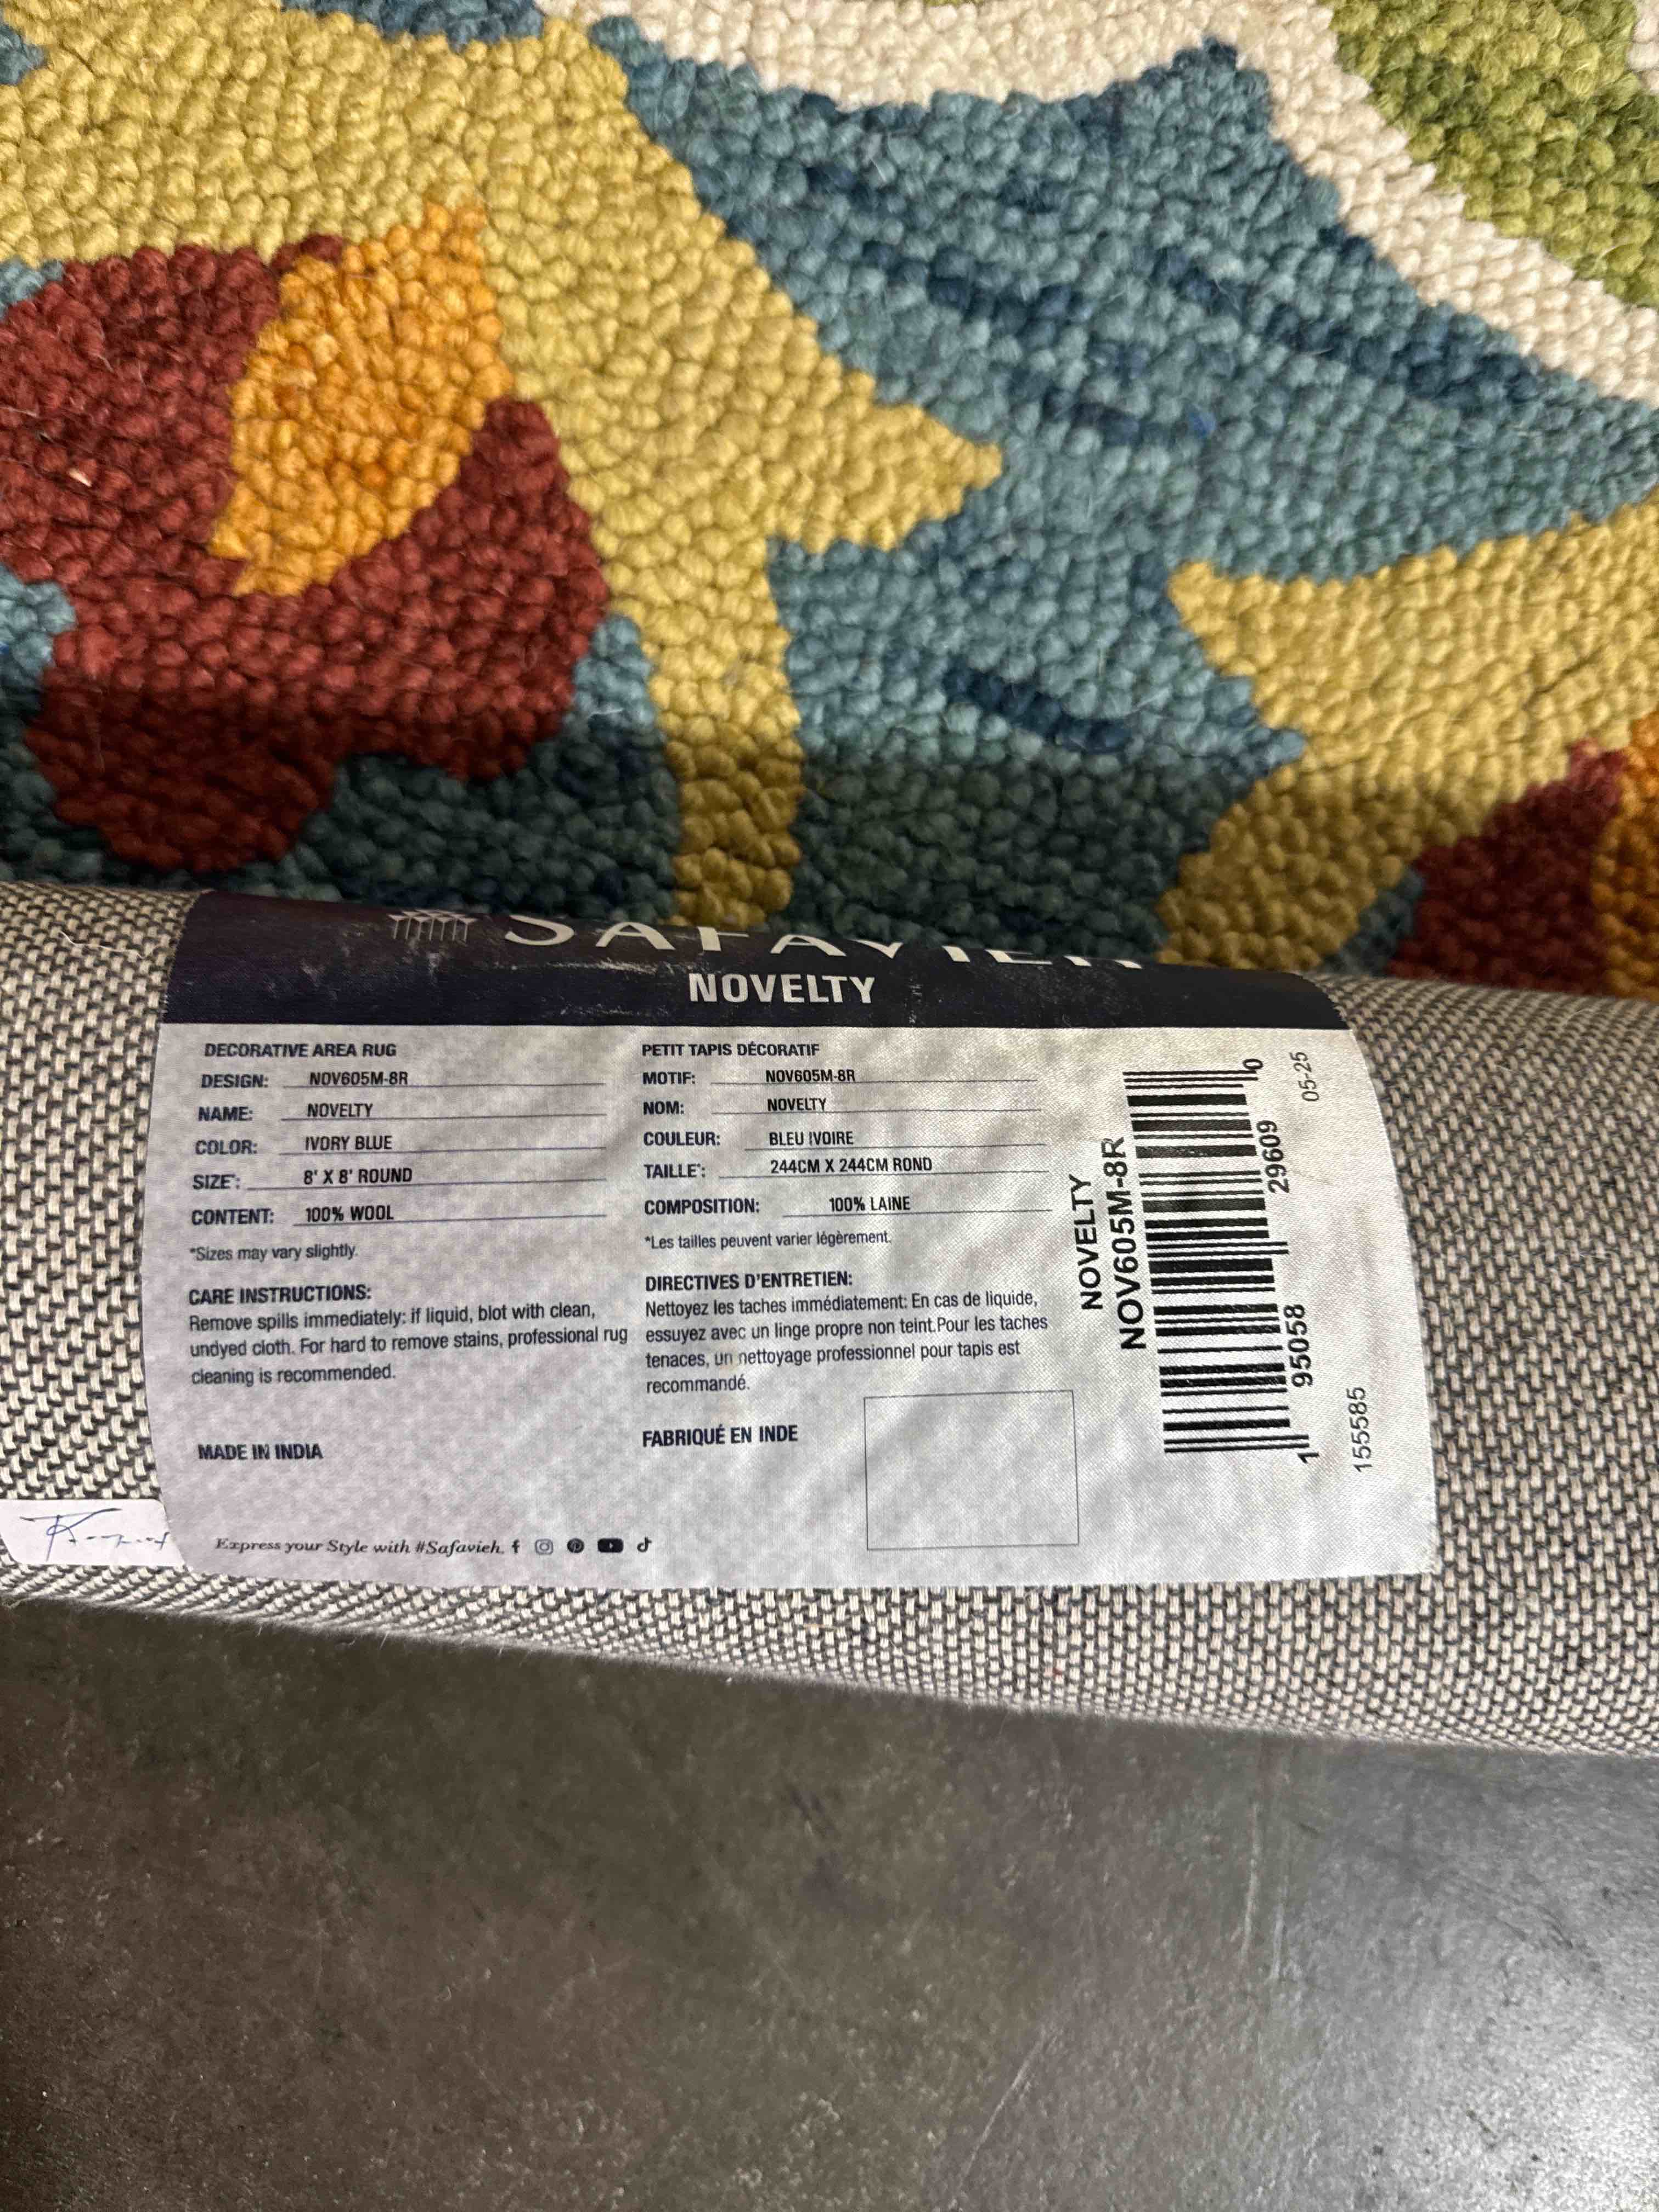 SAFAVIEH
NOVELTY
DECORATIVE AREA RUG
DESIGN: NOV605M-8R
NAME: NOVELTY
COLOR: IVORY BLUE
SIZE*: 8' X 8' ROUND
CONTENT: 100% WOOL
*Sizes may vary slightly.
CARE INSTRUCTIONS:
Remove spills immediately: if liquid, blot with clean,
undyed cloth. For hard to remove stains, professional rug
cleaning is recommended.
MADE IN INDIA
Express your Style with #Safavieh
PETIT TAPIS DÉCORATIF
MOTIF: NOV605M-8R
NOM: NOVELTY
COULEUR: BLEU IVOIRE
TAILLE*: 244CM X 244CM ROND
COMPOSITION: 100% LAINE
*Les tailles peuvent varier légèrement.
DIRECTIVES D'ENTRETIEN:
Nettoyez les taches immédiatement: En cas de liquide,
essuyez avec un linge propre non teint.Pour les taches
tenaces, un nettoyage professionnel pour tapis est
recommandé.
FABRIQUÉ EN INDE
NOVELTY
NOV605M-8R
1 95058 29609 0
155585 05-25